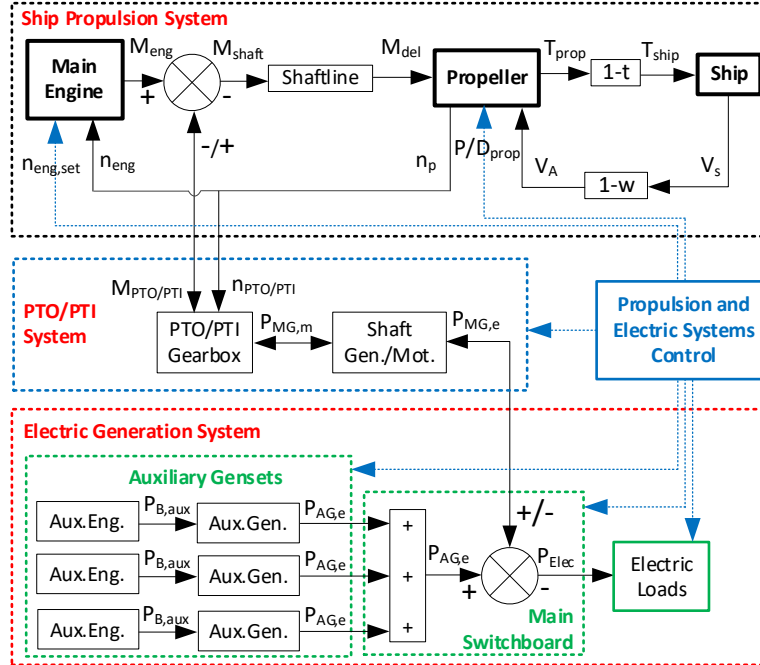 Ship Propulsion System
Main
Engine
M_eng
+
-
M_shaft
Shaftline
M_del
Propeller
T_prop
1-t
T_ship
Ship
-/+
n_eng,set
n_eng
n_p
P/D_prop
V_A
1-w
V_s
PTO/PTI
System
M_PTO/PTI
n_PTO/PTI
PTO/PTI
Gearbox
P_MG,m
Shaft
Gen./Mot.
P_MG,e
Propulsion and
Electric Systems
Control
Electric Generation System
Auxiliary Gensets
Aux.Eng.
P_B,aux
Aux.Gen.
P_AG,e
+
Aux.Eng.
P_B,aux
Aux.Gen.
P_AG,e
+
Aux.Eng.
P_B,aux
Aux.Gen.
P_AG,e
+
P_AG,e
+
+/-
-
P_Elec
Electric
Loads
Main
Switchboard